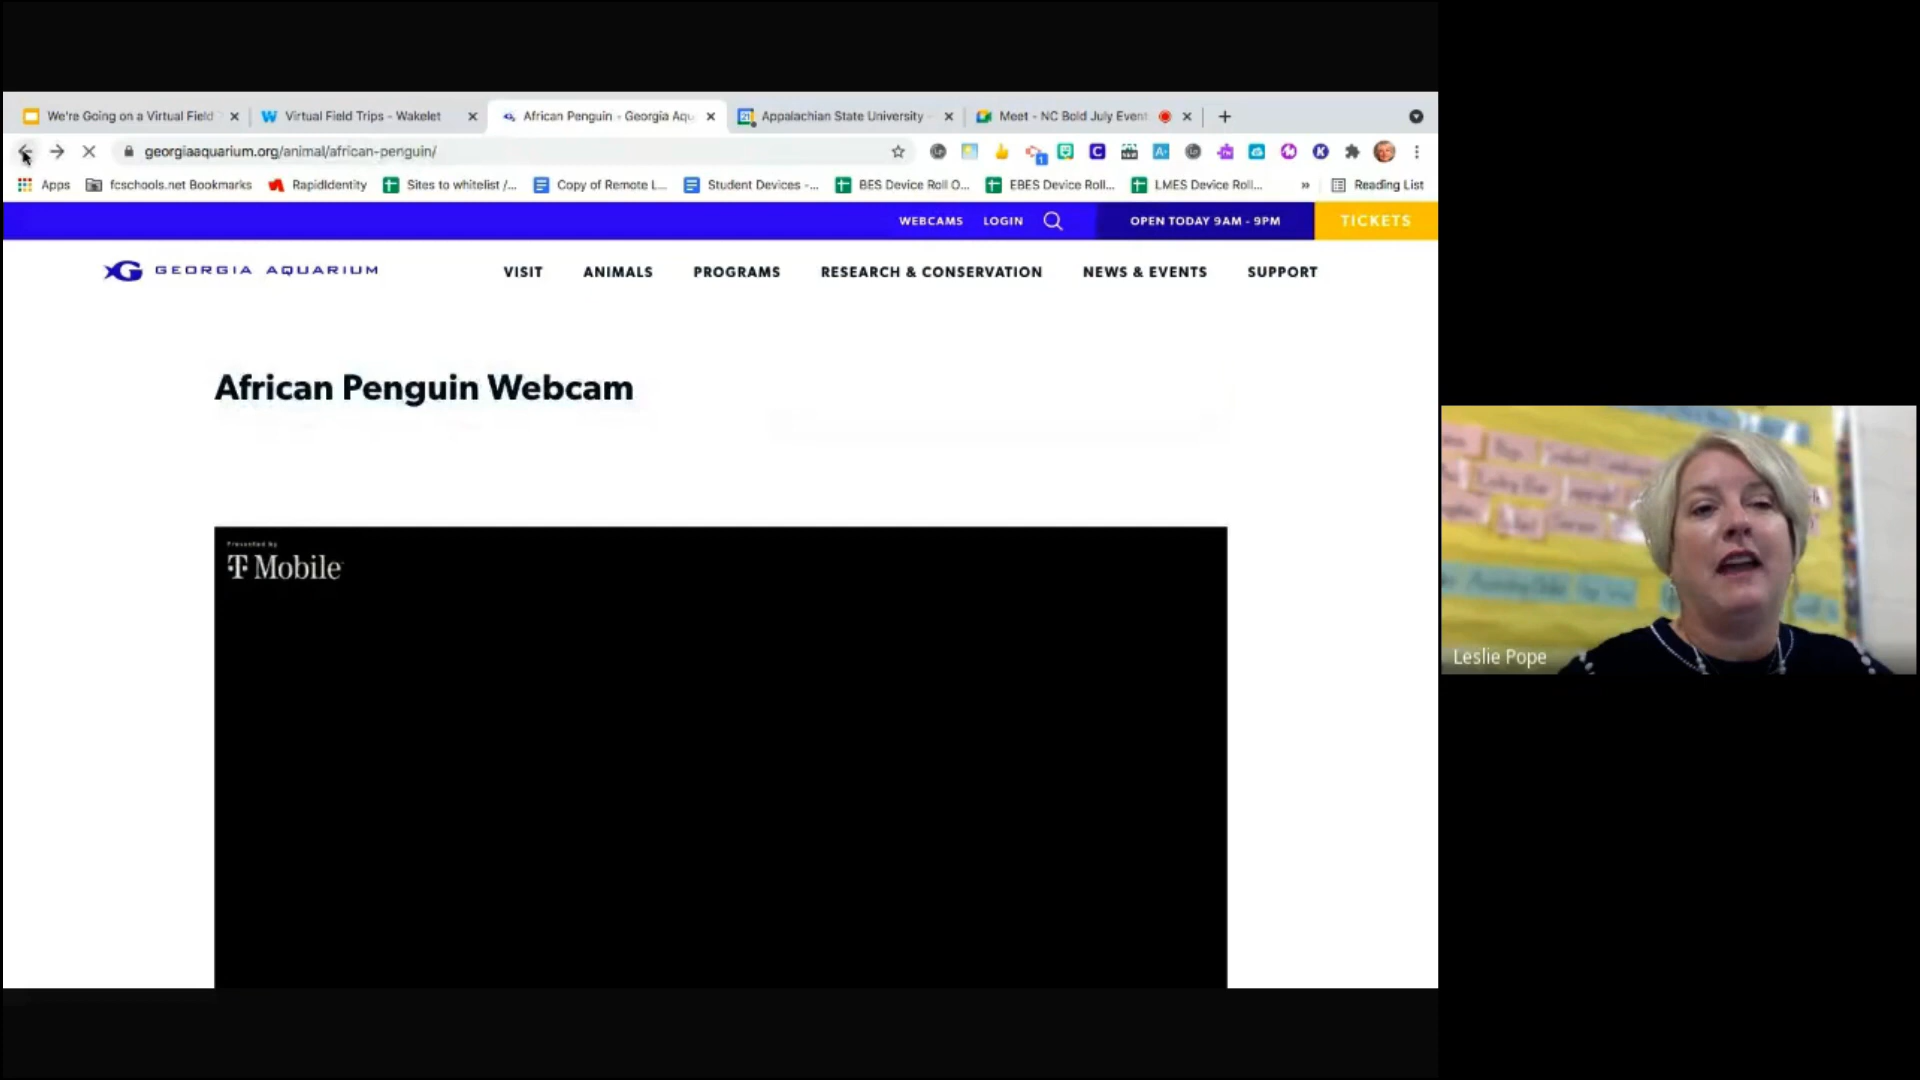 We're Going on a Virtual Field
Virtual Field Trips - Wakelet
African Penguin - Georgia Aqu
Appalachian State University -
Meet - NC Bold July Event
georgiaaquarium.org/animal/african-penguin/
Apps
fcschools.net Bookmarks
RapidIdentity
Sites to whitelist /...
Copy of Remote L...
Student Devices -...
BES Device Roll O...
EBES Device Roll...
LMES Device Roll...
»
Reading List
WEBCAMS
LOGIN
OPEN TODAY 9AM - 9PM
TICKETS
GEORGIA AQUARIUM
VISIT
ANIMALS
PROGRAMS
RESEARCH & CONSERVATION
NEWS & EVENTS
SUPPORT
African Penguin Webcam
Presented by
T Mobile
Leslie Pope